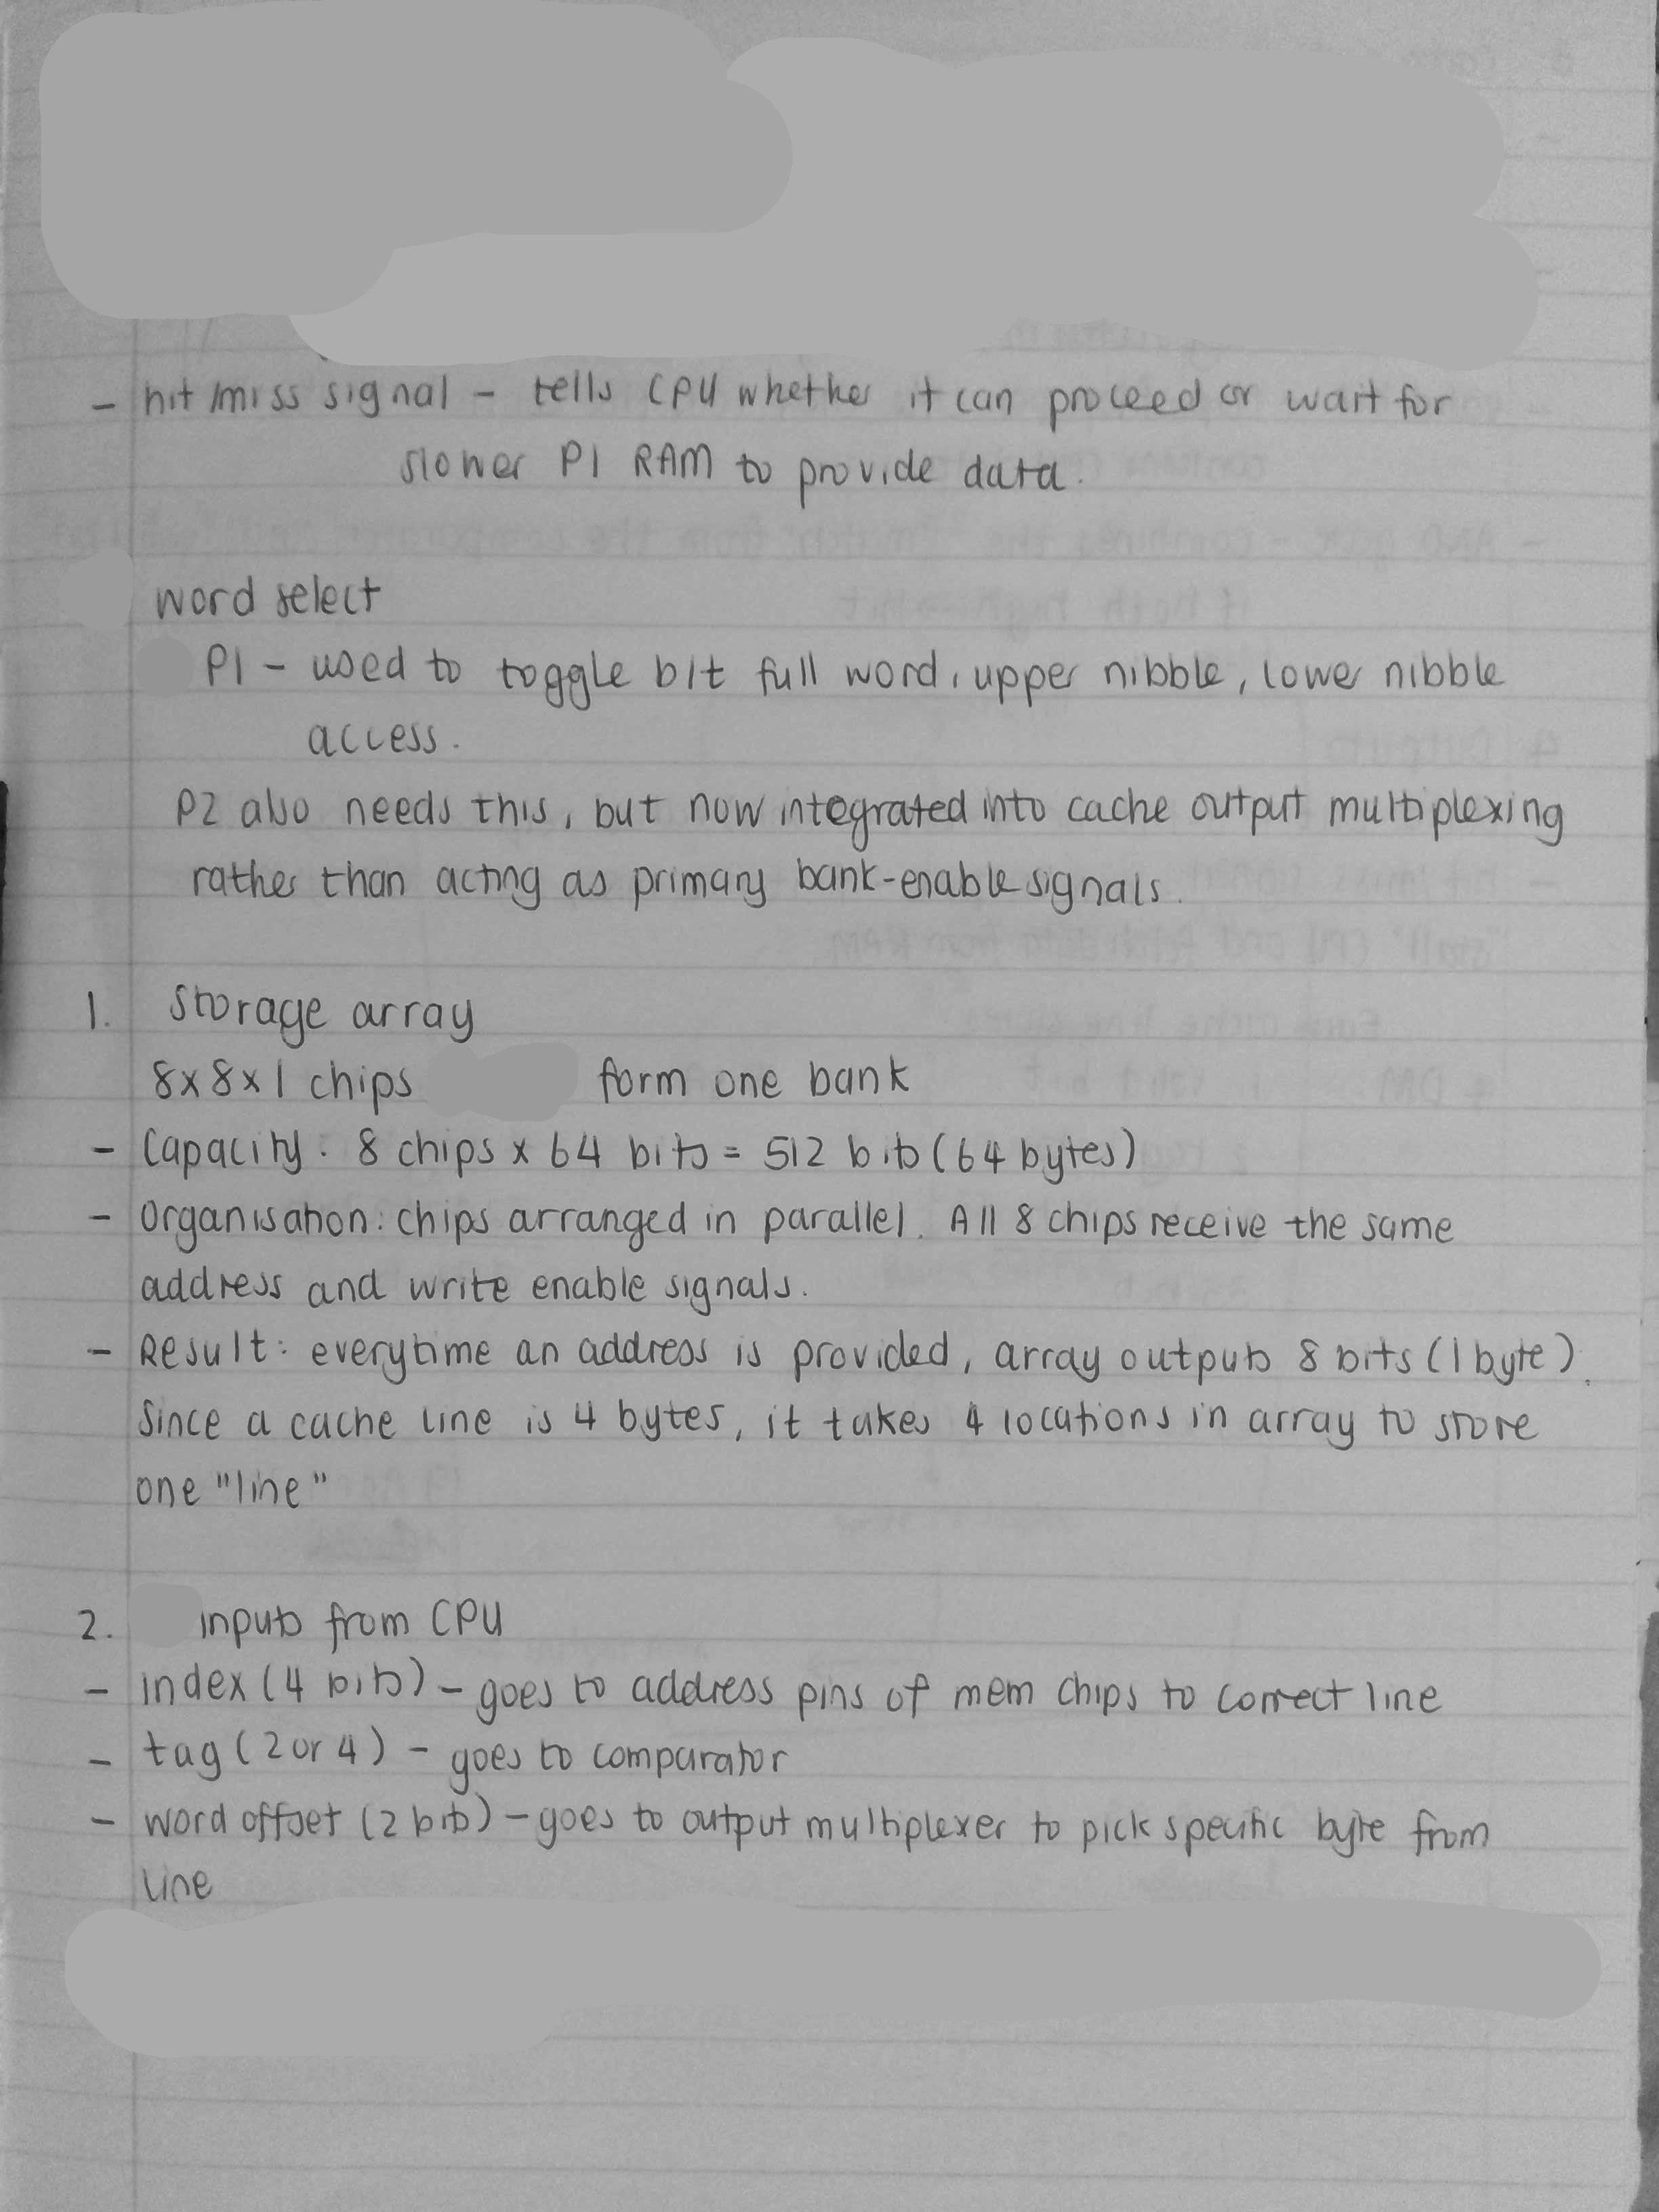 - hit/miss signal - tells CPU whether it can proceed or wait for
slower P1 RAM to provide data.
word select
P1 - used to toggle bit full word, upper nibble, lower nibble
access.
P2 also needs this, but now integrated into cache output multiplexing
rather than acting as primary bank-enable signals.
1. Storage array
8x8x1 chips form one bank
- Capacity: 8 chips x 64 bits = 512 bits (64 bytes)
- Organisation: chips arranged in parallel. All 8 chips receive the same
address and write enable signals.
- Result: everytime an address is provided, array outputs 8 bits (1 byte).
Since a cache line is 4 bytes, it takes 4 locations in array to store
one "line"
2. inputs from CPU
- index (4 bits) - goes to address pins of mem chips to correct line
- tag (2 or 4) - goes to comparator
- word offset (2 bits) - goes to output multiplexer to pick specific byte from
line